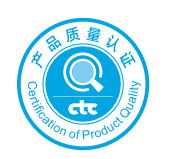 产品质量认证
ctc
Certification of Product Quality